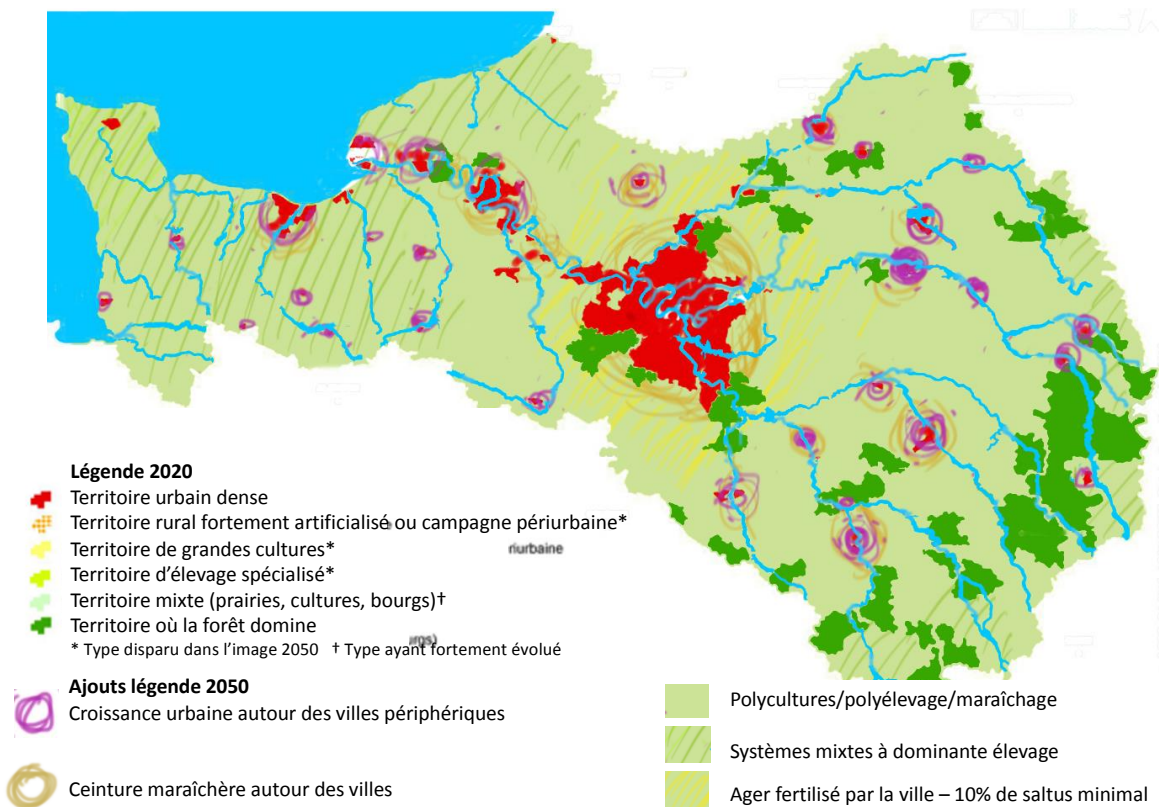 Légende 2020
Territoire urbain dense
Territoire rural fortement artificialisé ou campagne périurbaine*
riurbaine
Territoire de grandes cultures*
Territoire d'élevage spécialisé*
Territoire mixte (prairies, cultures, bourgs)†
Territoire où la forêt domine
urgs)
* Type disparu dans l'image 2050 † Type ayant fortement évolué
Ajouts légende 2050
Croissance urbaine autour des villes périphériques
Ceinture maraîchère autour des villes
Polycultures/polyélevage/maraîchage
Systèmes mixtes à dominante élevage
Ager fertilisé par la ville – 10% de saltus minimal